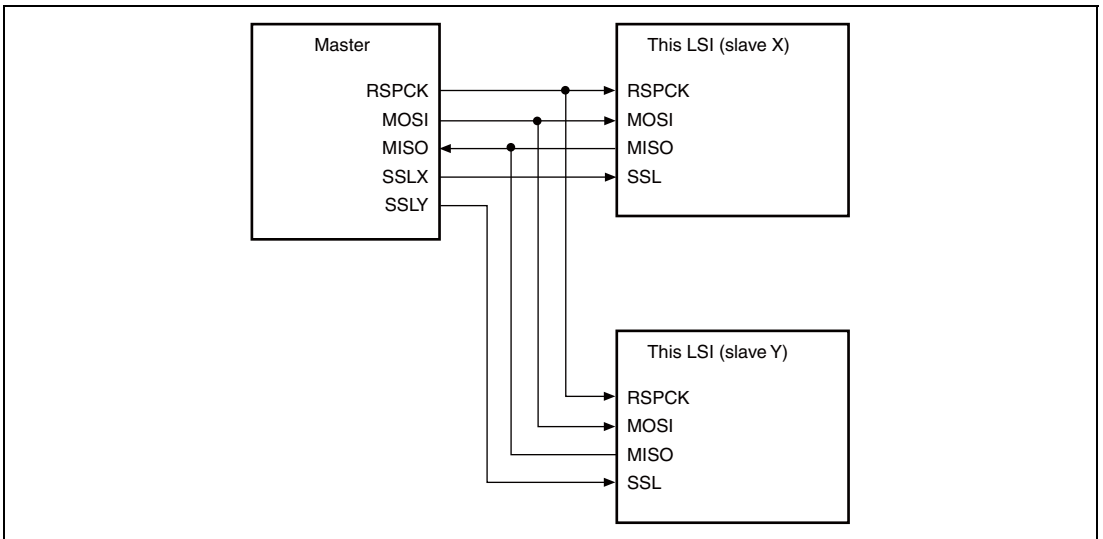 Master
RSPCK
MOSI
MISO
SSLX
SSLY
This LSI (slave X)
RSPCK
MOSI
MISO
SSL
This LSI (slave Y)
RSPCK
MOSI
MISO
SSL